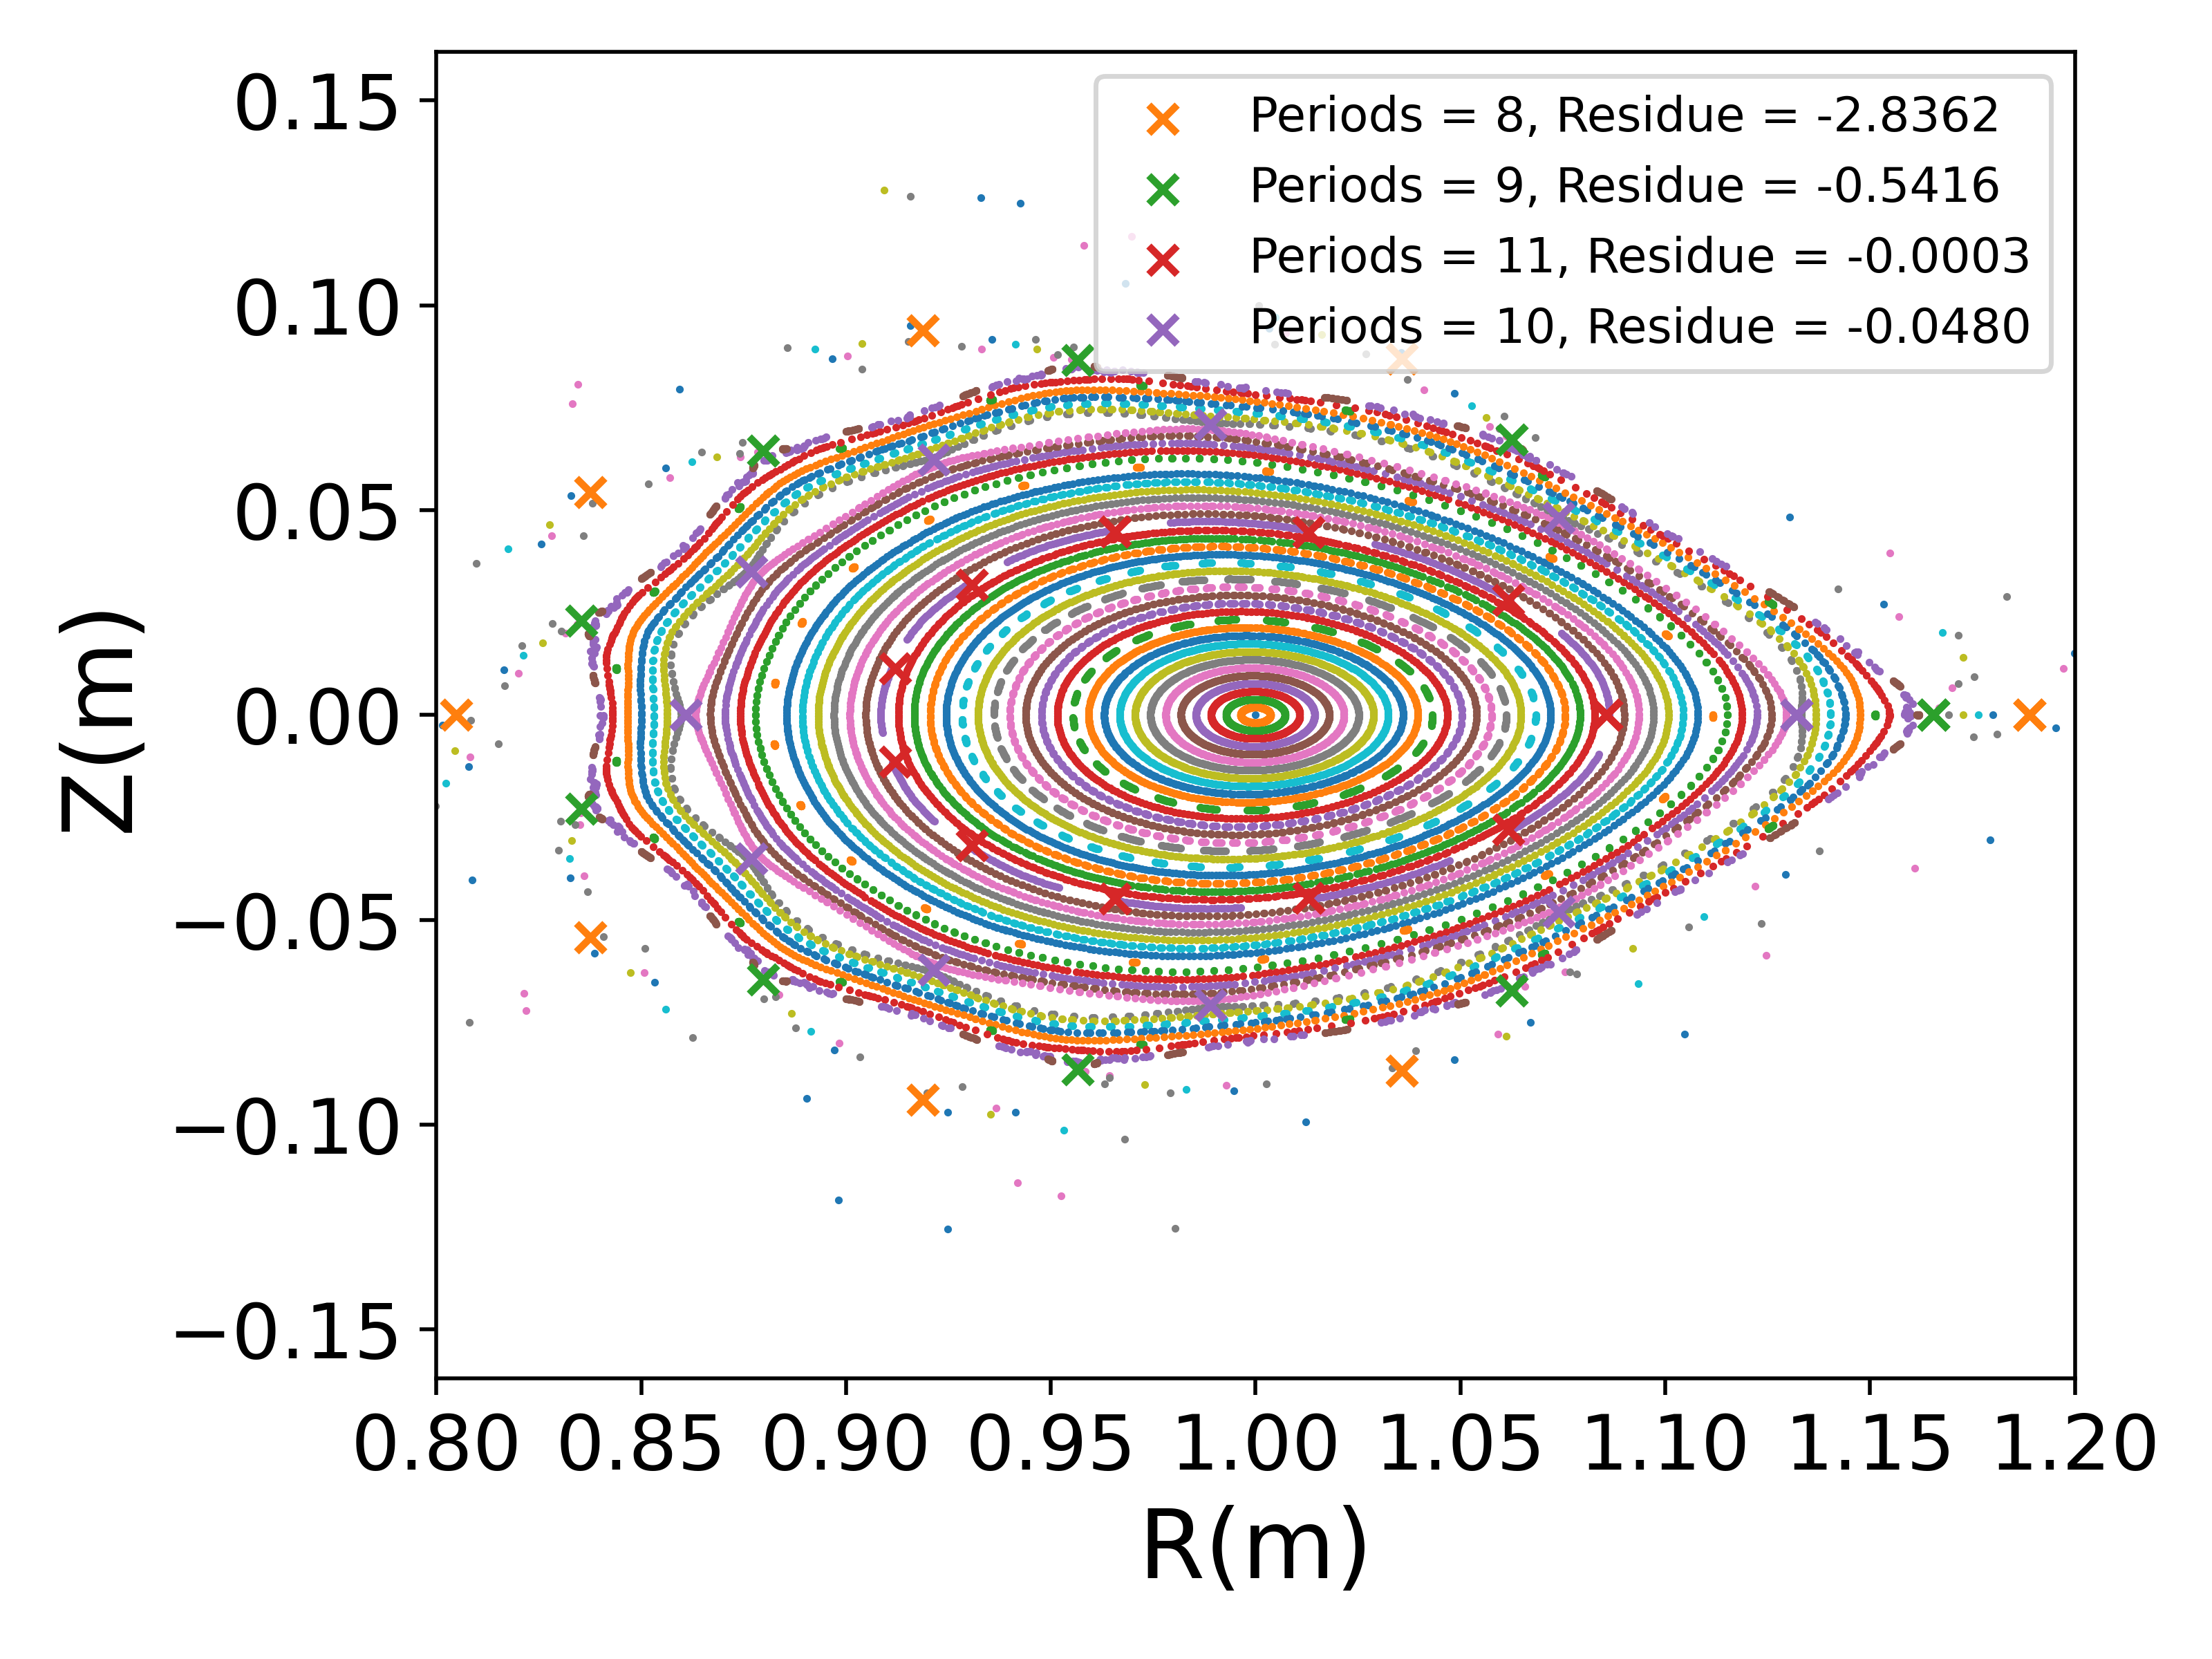 Periods = 8, Residue = -2.8362
Periods = 9, Residue = -0.5416
Periods = 11, Residue = -0.0003
Periods = 10, Residue = -0.0480
0.15
0.10
0.05
0.00
−0.05
−0.10
−0.15
Z(m)
0.80 0.85 0.90 0.95 1.00 1.05 1.10 1.15 1.20
R(m)